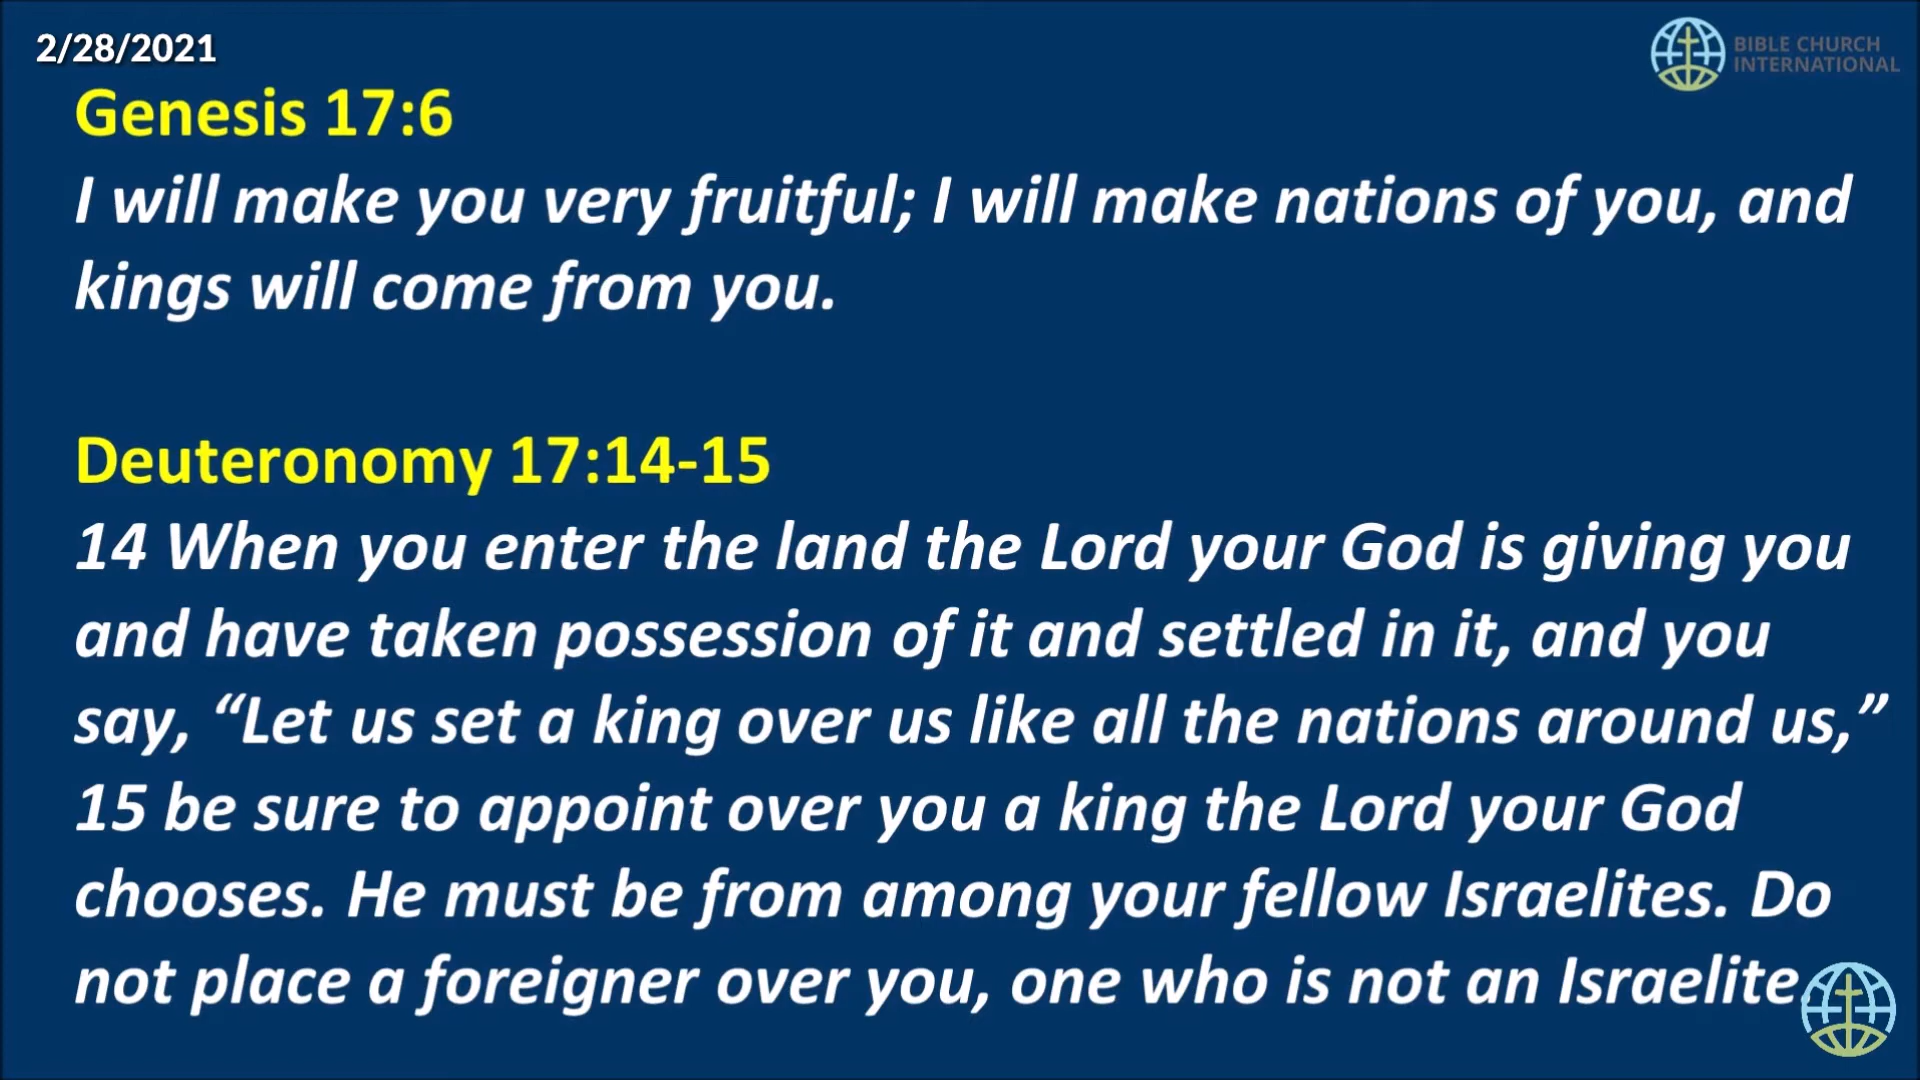 2/28/2021
BIBLE CHURCH
INTERNATIONAL
Genesis 17:6
I will make you very fruitful; I will make nations of you, and
kings will come from you.
Deuteronomy 17:14-15
14 When you enter the land the Lord your God is giving you
and have taken possession of it and settled in it, and you
say, “Let us set a king over us like all the nations around us,”
15 be sure to appoint over you a king the Lord your God
chooses. He must be from among your fellow Israelites. Do
not place a foreigner over you, one who is not an Israelite.